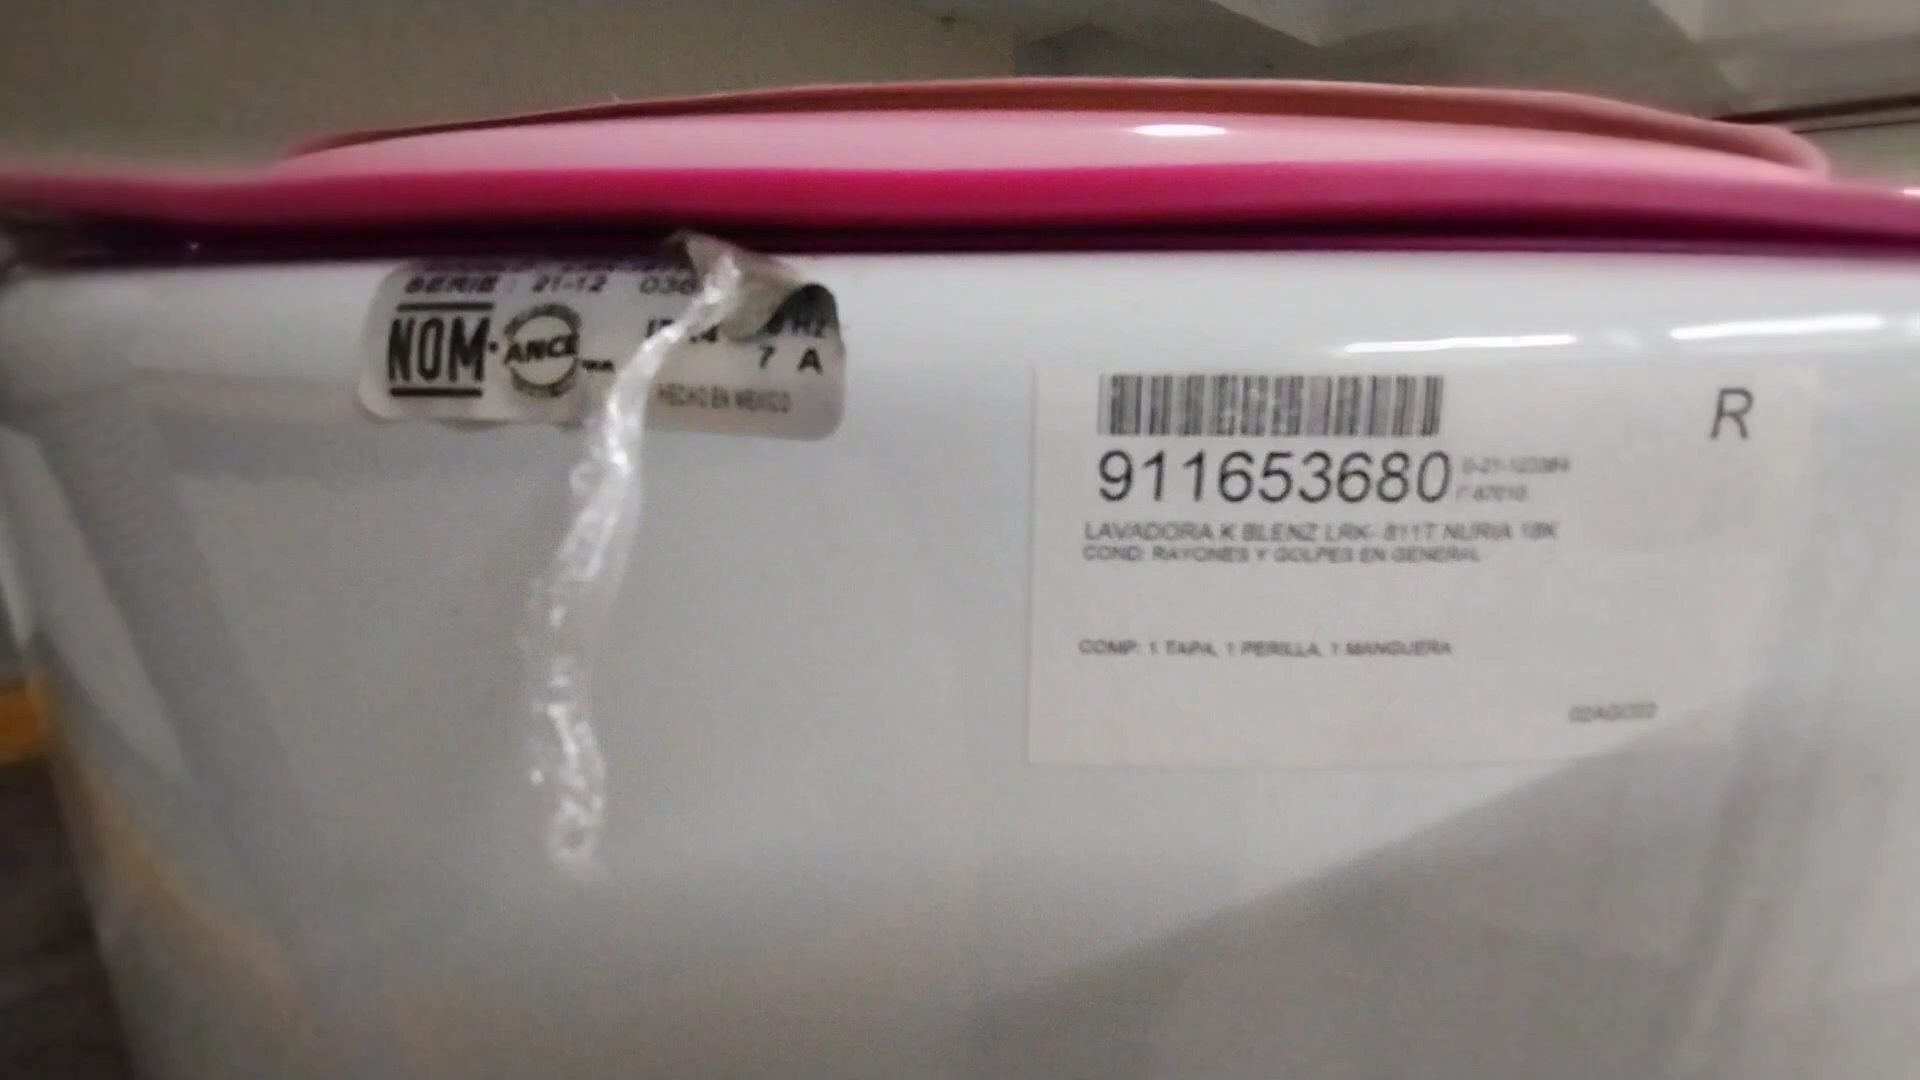 SERIE : 21-12 036
NOM
ANCE
7 A
HECHO EN MEXICO
R
911653680
LAVADORA K BLENZ LRK- 811T NURIA 18K
COND: RAYONES Y GOLPES EN GENERAL
COMP: 1 TAPA, 1 PERILLA, 1 MANGUERA